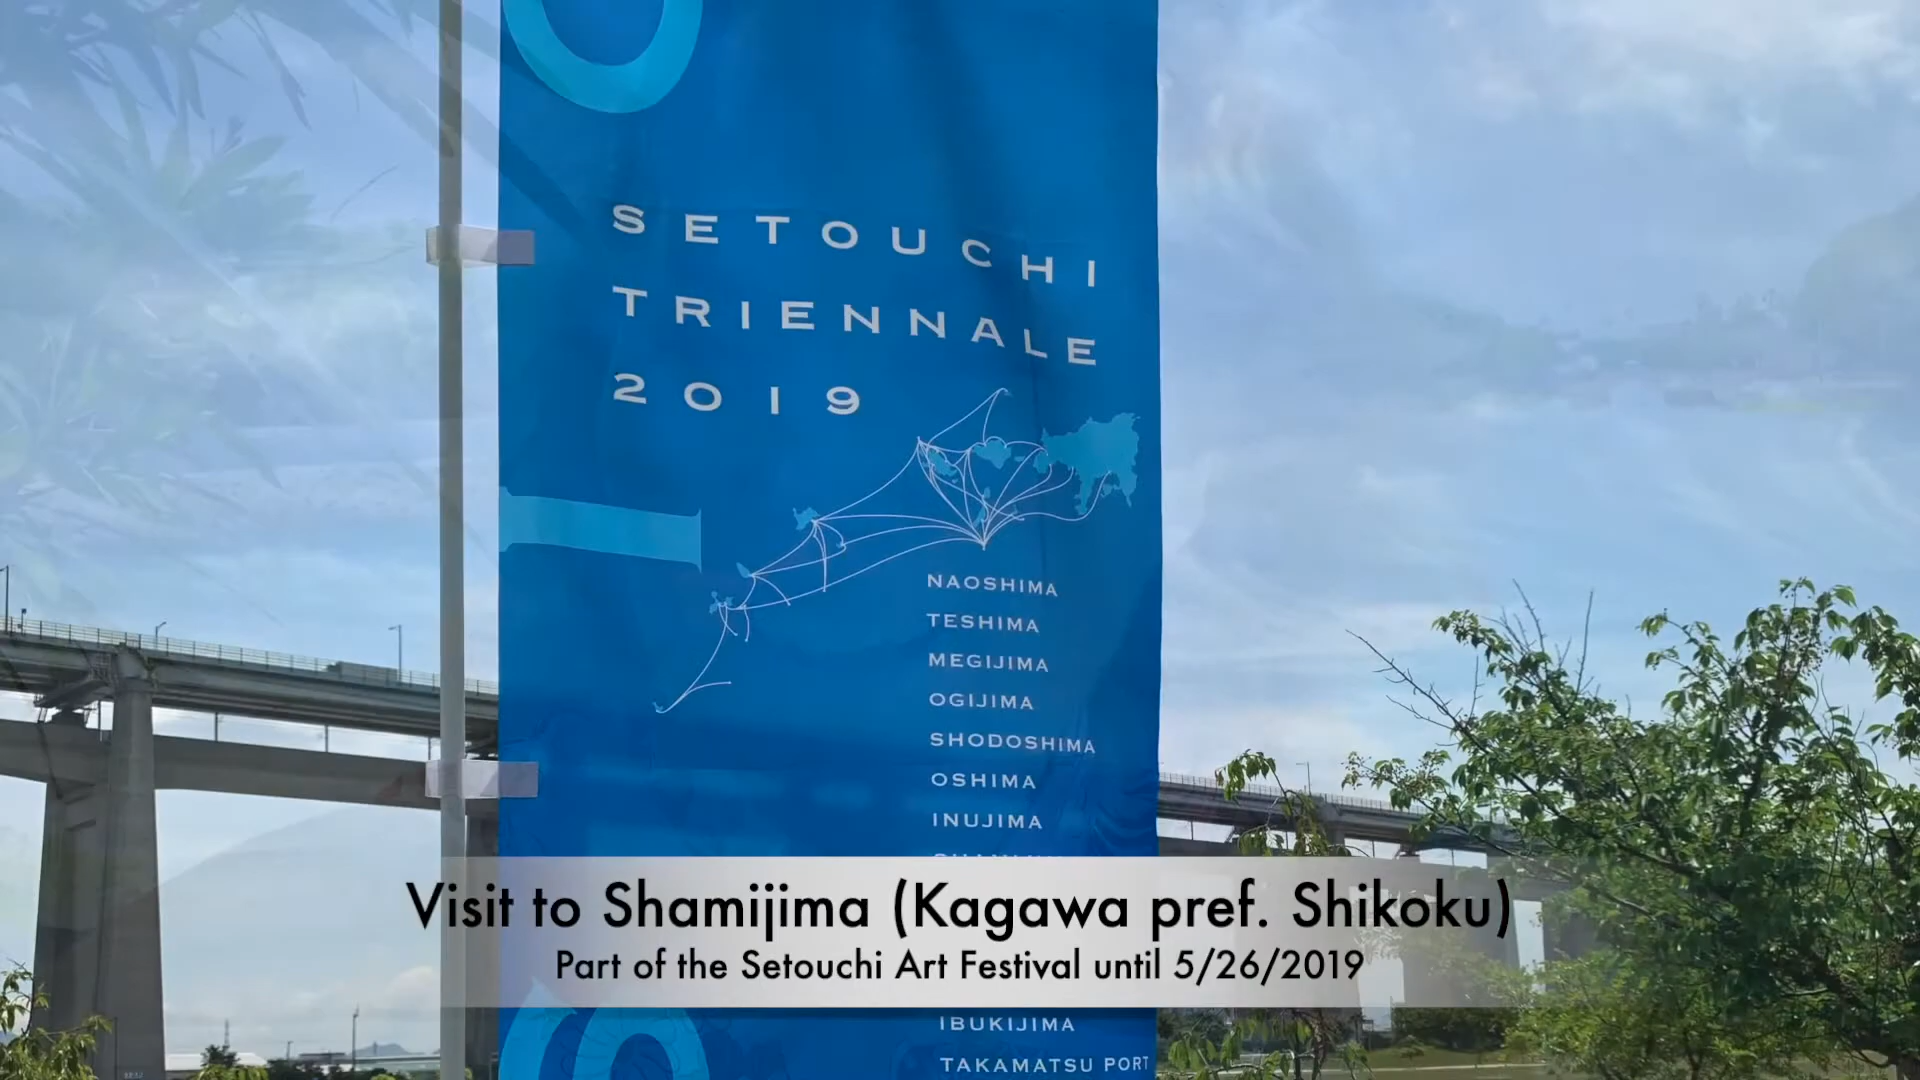 SETOUCHI
TRIENNALE
2019
NAOSHIMA
TESHIMA
MEGIJIMA
OGIJIMA
SHODOSHIMA
OSHIMA
INUJIMA
Visit to Shamijima (Kagawa pref. Shikoku)
Part of the Setouchi Art Festival until 5/26/2019
IBUKIJIMA
TAKAMATSU PORT